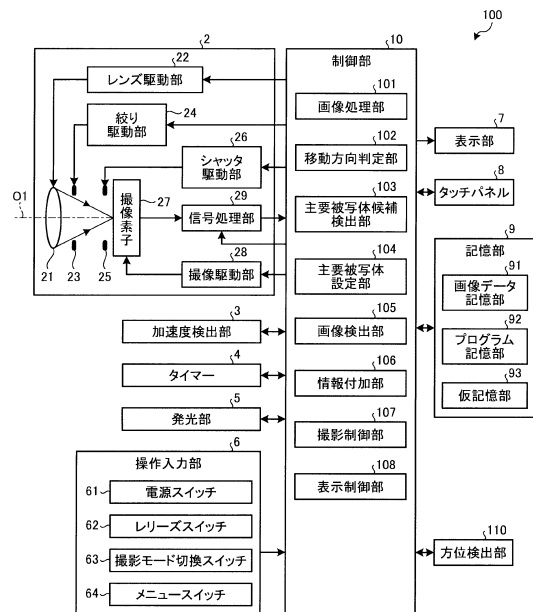 100
2
22
レンズ駆動部
24
絞り
駆動部
26
シャッタ
駆動部
27
撮像素子
29
信号処理部
28
撮像駆動部
O1
21
23
25
3
加速度検出部
4
タイマー
5
発光部
6
操作入力部
61
電源スイッチ
62
レリーズスイッチ
63
撮影モード切換スイッチ
64
メニュースイッチ
10
制御部
101
画像処理部
102
移動方向判定部
103
主要被写体候補
検出部
104
主要被写体
設定部
105
画像検出部
106
情報付加部
107
撮影制御部
108
表示制御部
7
表示部
8
タッチパネル
9
記憶部
91
画像データ
記憶部
92
プログラム
記憶部
93
仮記憶部
110
方位検出部